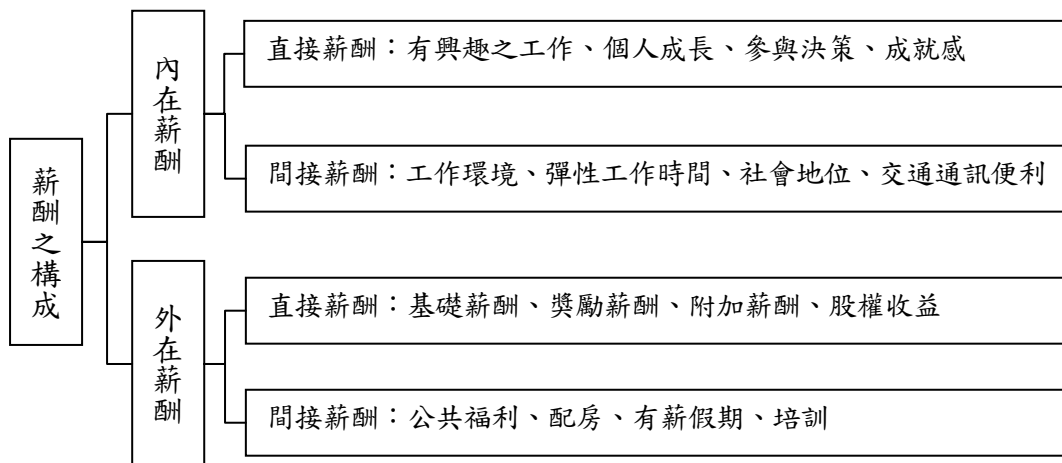 薪酬之構成
內在薪酬
直接薪酬：有興趣之工作、個人成長、參與決策、成就感
間接薪酬：工作環境、彈性工作時間、社會地位、交通通訊便利
外在薪酬
直接薪酬：基礎薪酬、獎勵薪酬、附加薪酬、股權收益
間接薪酬：公共福利、配房、有薪假期、培訓